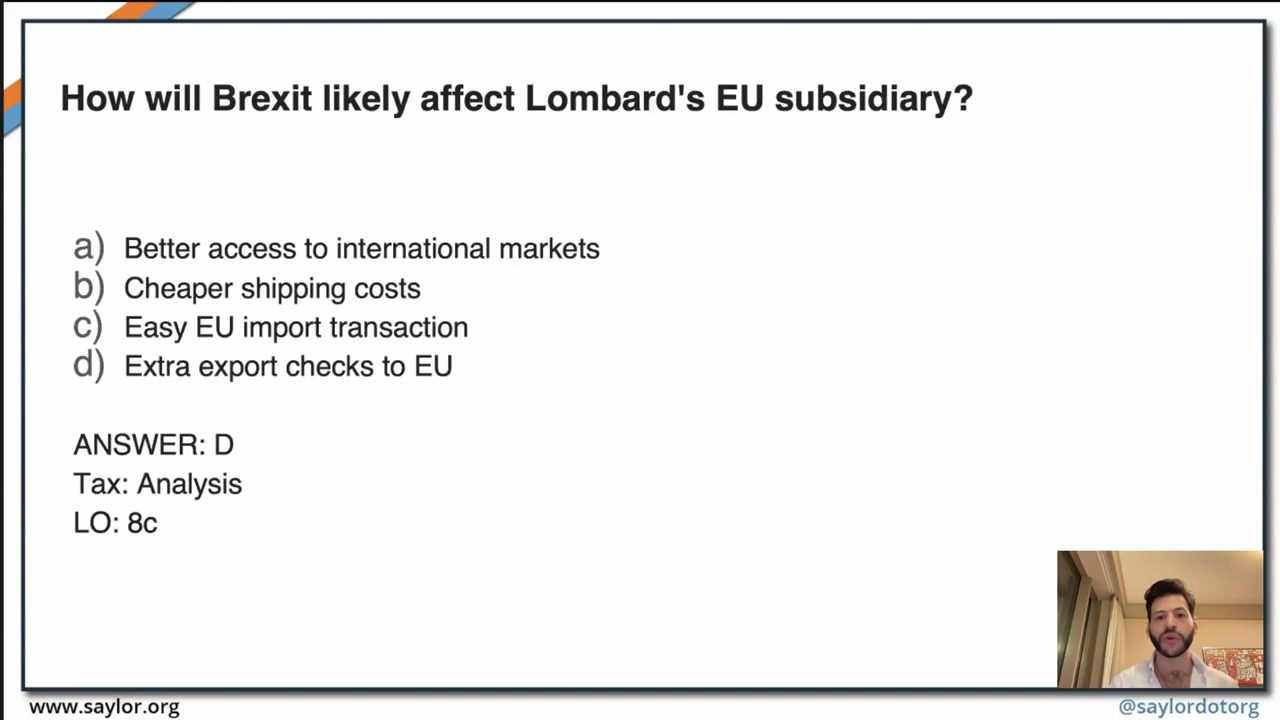 How will Brexit likely affect Lombard's EU subsidiary?
a) Better access to international markets
b) Cheaper shipping costs
c) Easy EU import transaction
d) Extra export checks to EU
ANSWER: D
Tax: Analysis
LO: 8c
www.saylor.org
@saylordotorg